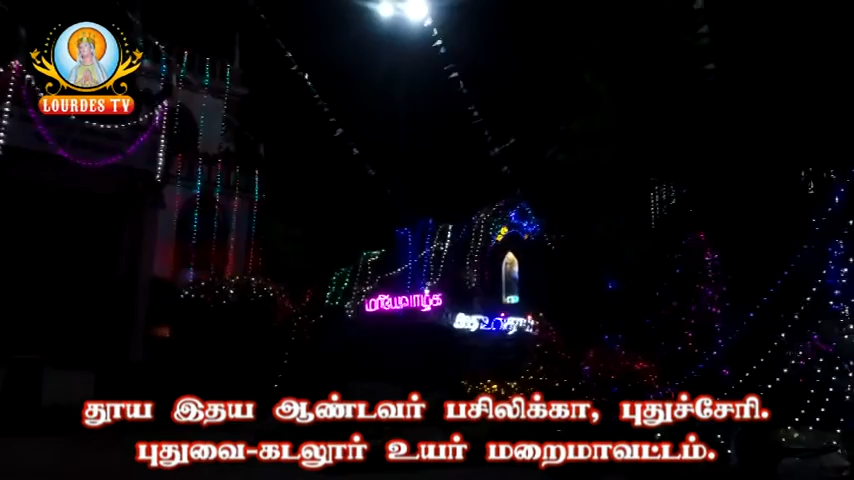 LOURDES TV
மரியேவாழ்க
தூய இதய ஆண்டவர் பசிலிக்கா, புதுச்சேரி.
புதுவை-கடலூர் உயர் மறைமாவட்டம்.